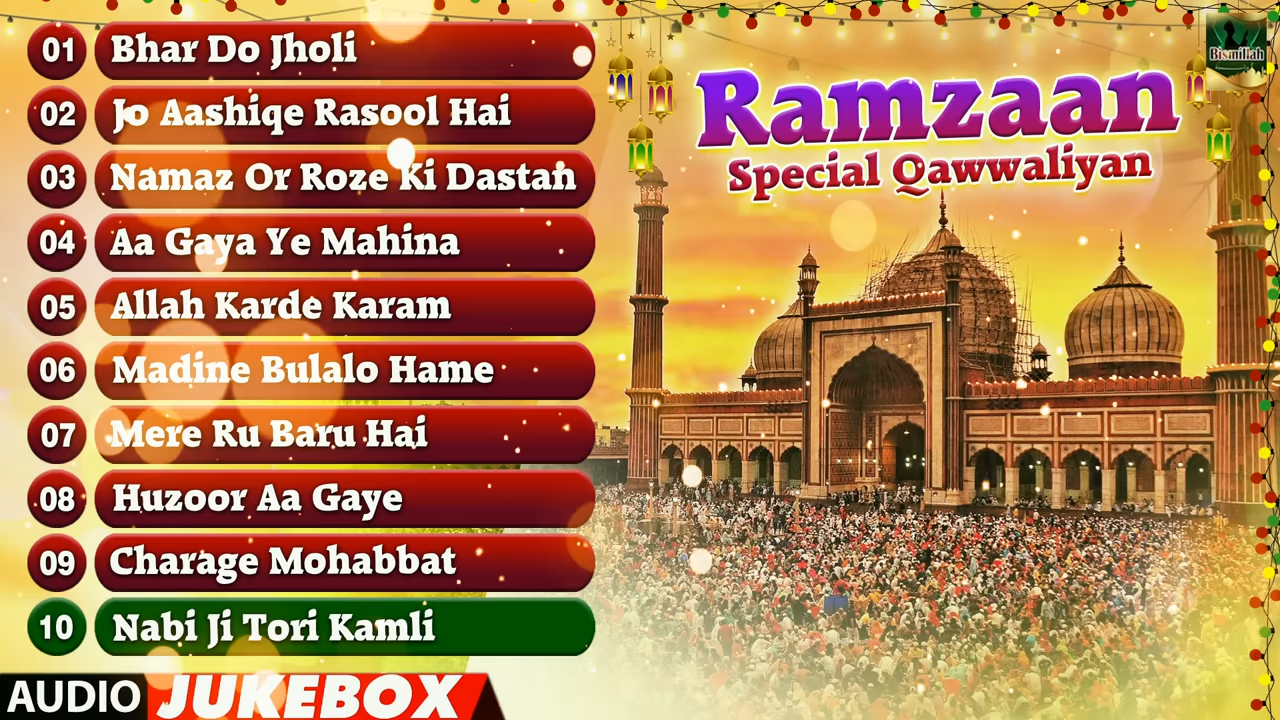 01 Bhar Do Jholi
02 Jo Aashiqe Rasool Hai
03 Namaz Or Roze Ki Dastan
04 Aa Gaya Ye Mahina
05 Allah Karde Karam
06 Madine Bulalo Hame
07 Mere Ru Baru Hai
08 Huzoor Aa Gaye
09 Charage Mohabbat
10 Nabi Ji Tori Kamli
AUDIO JUKEBOX
Bismillah
Ramzaan
Special Qawwaliyan